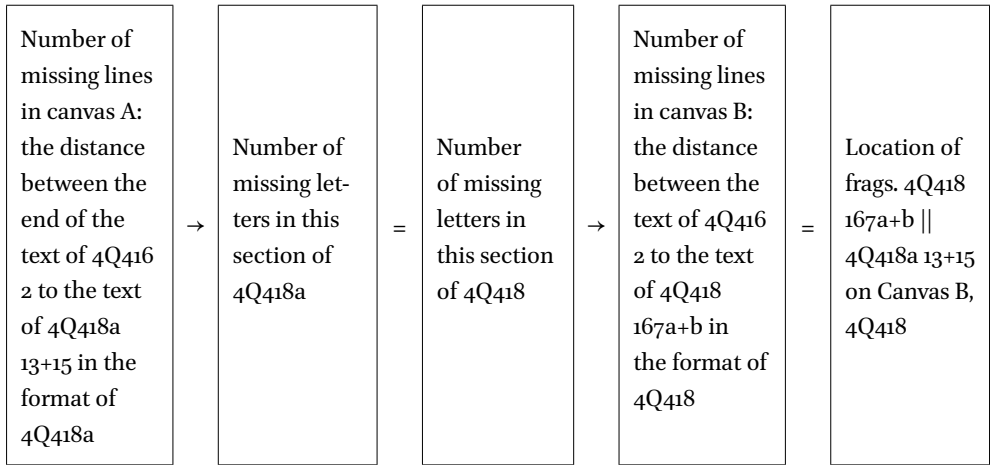 Number of
missing lines
in canvas A:
the distance
between the
end of the
text of 4Q416
2 to the text
of 4Q418a
13+15 in the
format of
4Q418a
→
Number of
missing let-
ters in this
section of
4Q418a
=
Number
of missing
letters in
this section
of 4Q418
→
Number of
missing lines
in canvas B:
the distance
between the
text of 4Q416
2 to the text
of 4Q418
167a+b in
the format of
4Q418
=
Location of
frags. 4Q418
167a+b ||
4Q418a 13+15
on Canvas B,
4Q418